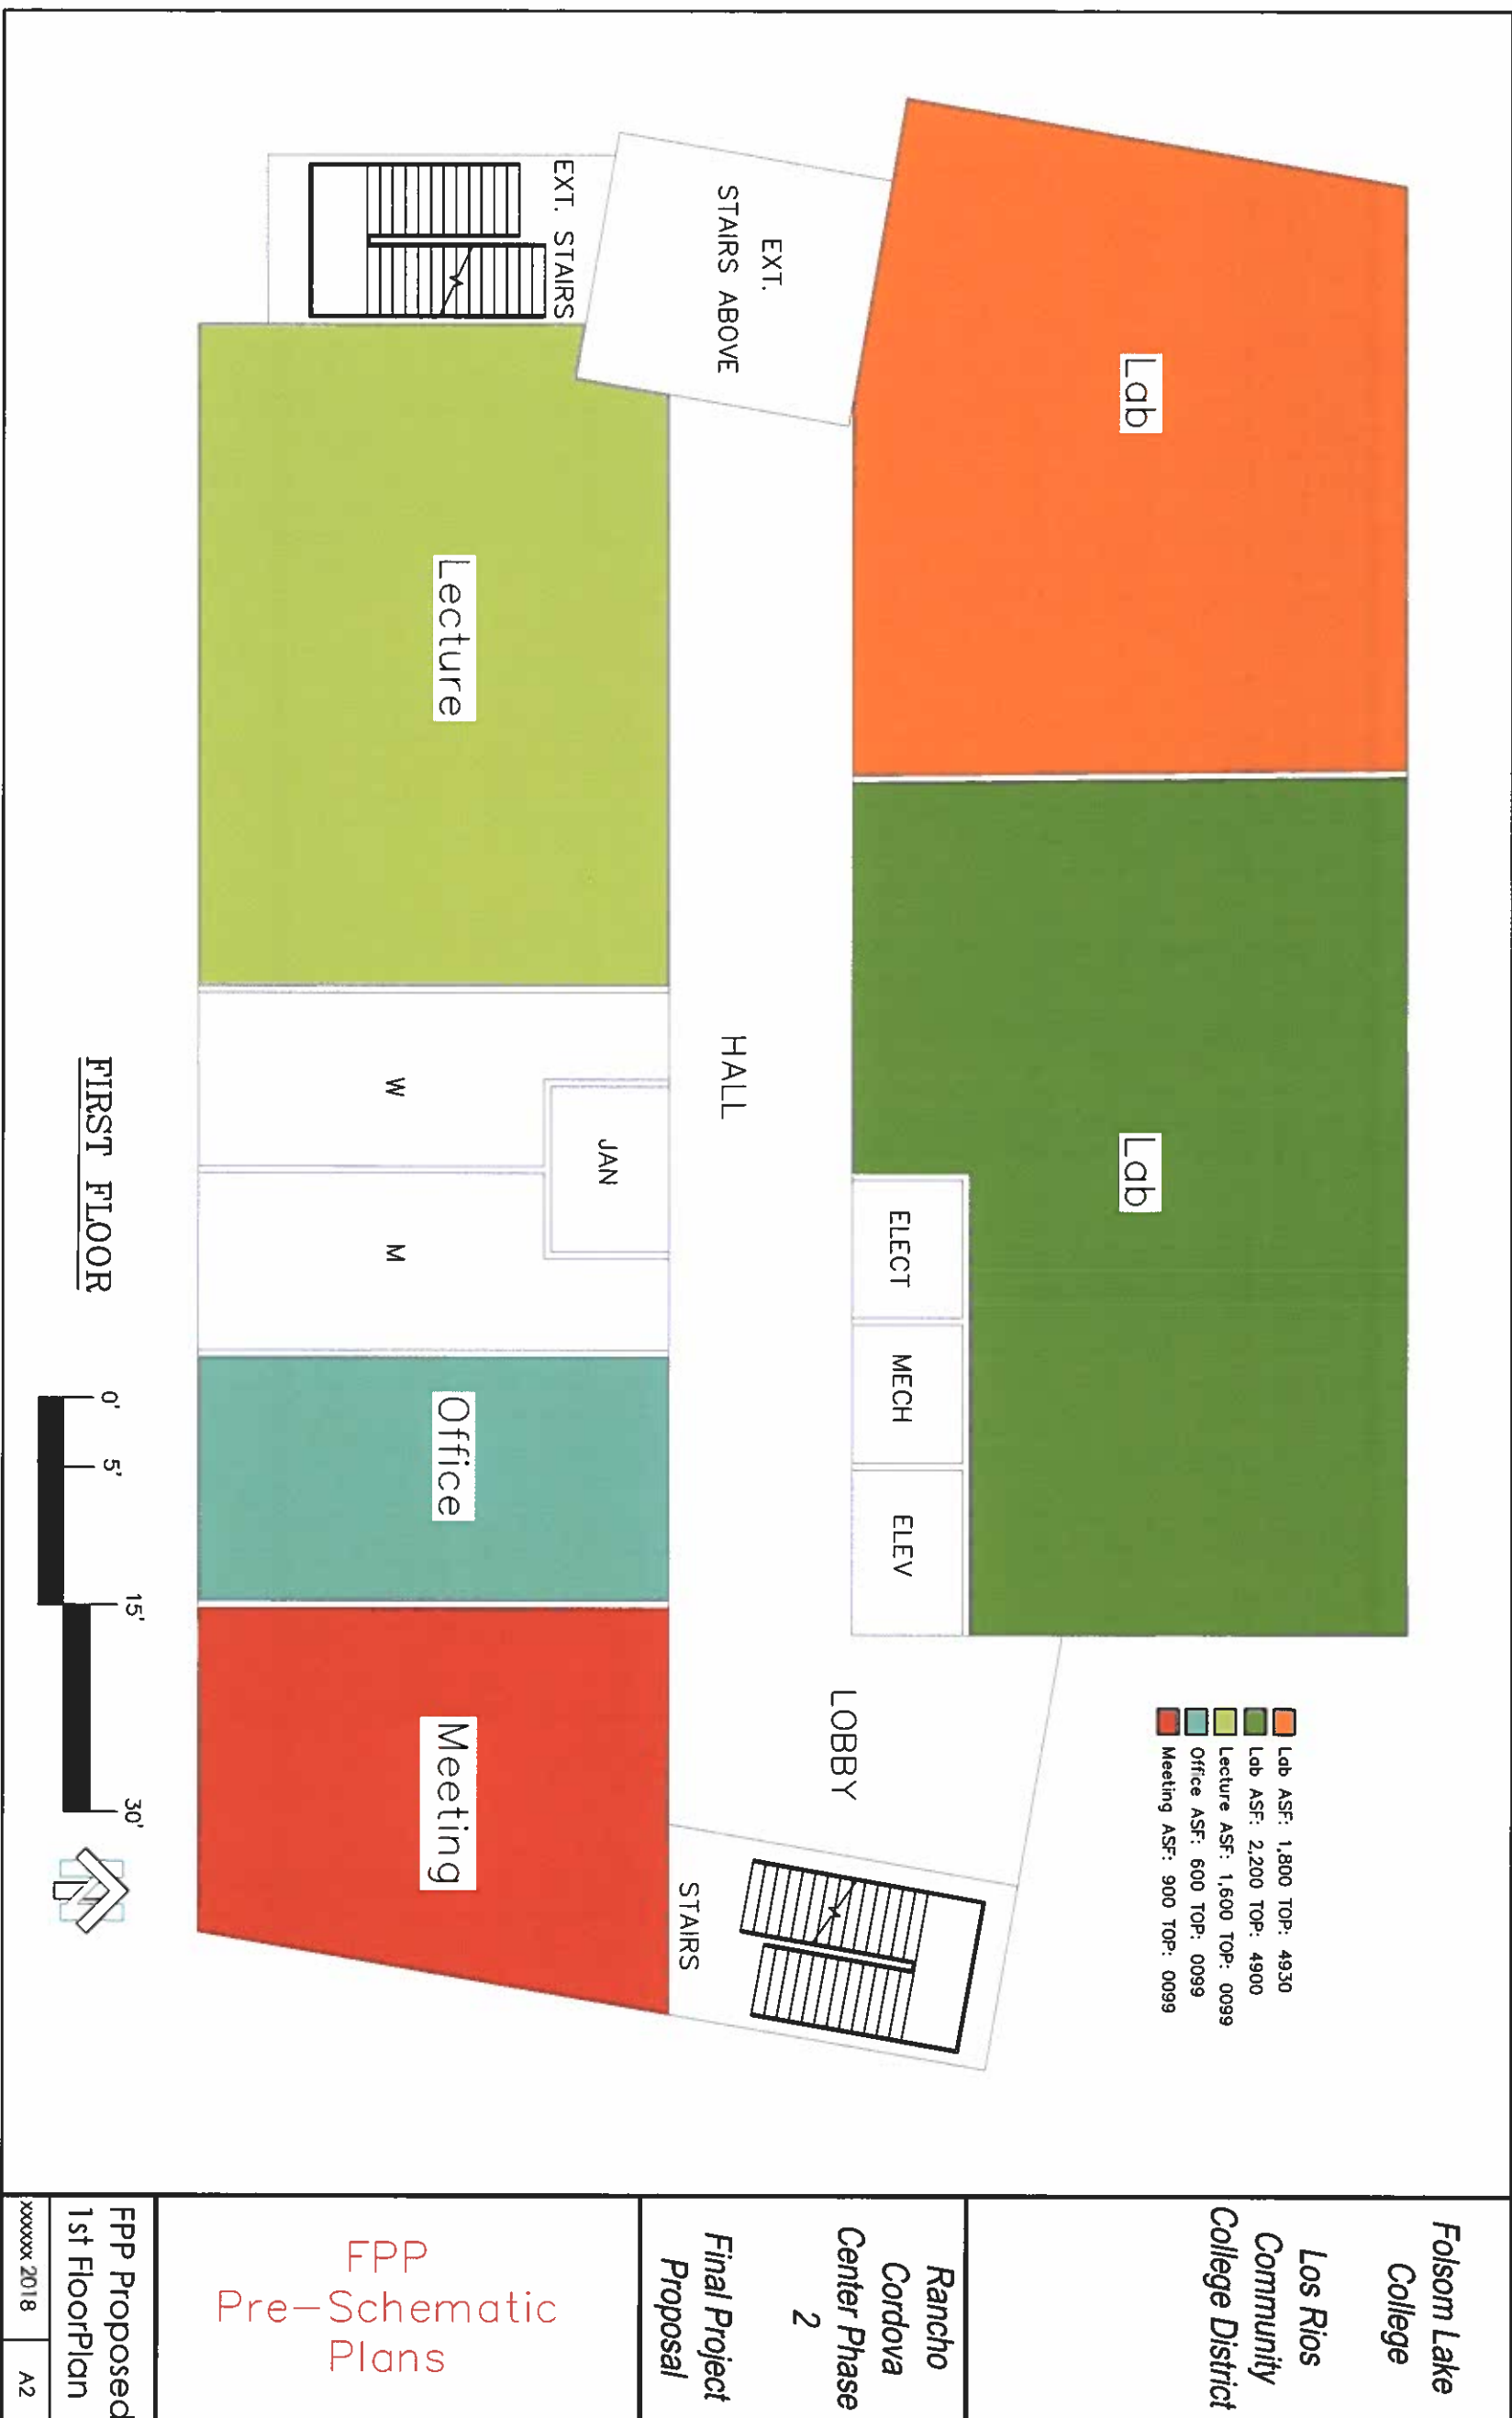 Lab
Lab
ELECT
MECH
ELEV
EXT.
STAIRS ABOVE
EXT. STAIRS
HALL
LOBBY
STAIRS
Lecture
W
JAN
M
Office
Meeting
Lab ASF: 1,800 TOP: 4930
Lab ASF: 2,200 TOP: 4900
Lecture ASF: 1,600 TOP: 0099
Office ASF: 600 TOP: 0099
Meeting ASF: 900 TOP: 0099
FIRST FLOOR
0'
5'
15'
30'
Folsom Lake
College
Los Rios
Community
College District
Rancho
Cordova
Center Phase
2
Final Project
Proposal
FPP
Pre-Schematic
Plans
FPP Proposed
1st FloorPlan
xxxxxx 2018
A2